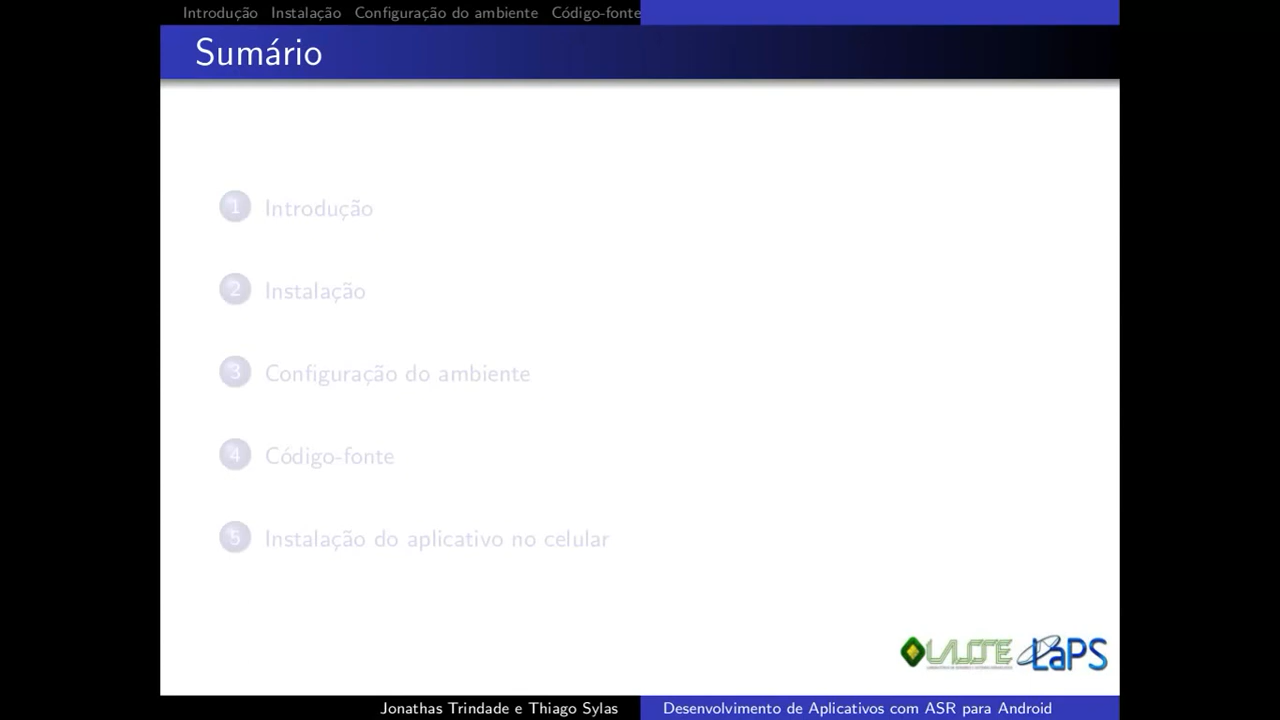 Introdução Instalação Configuração do ambiente Código-fonte
Sumário
1 Introdução
2 Instalação
3 Configuração do ambiente
4 Código-fonte
5 Instalação do aplicativo no celular
LASSE LaPS
Jonathas Trindade e Thiago Sylas Desenvolvimento de Aplicativos com ASR para Android